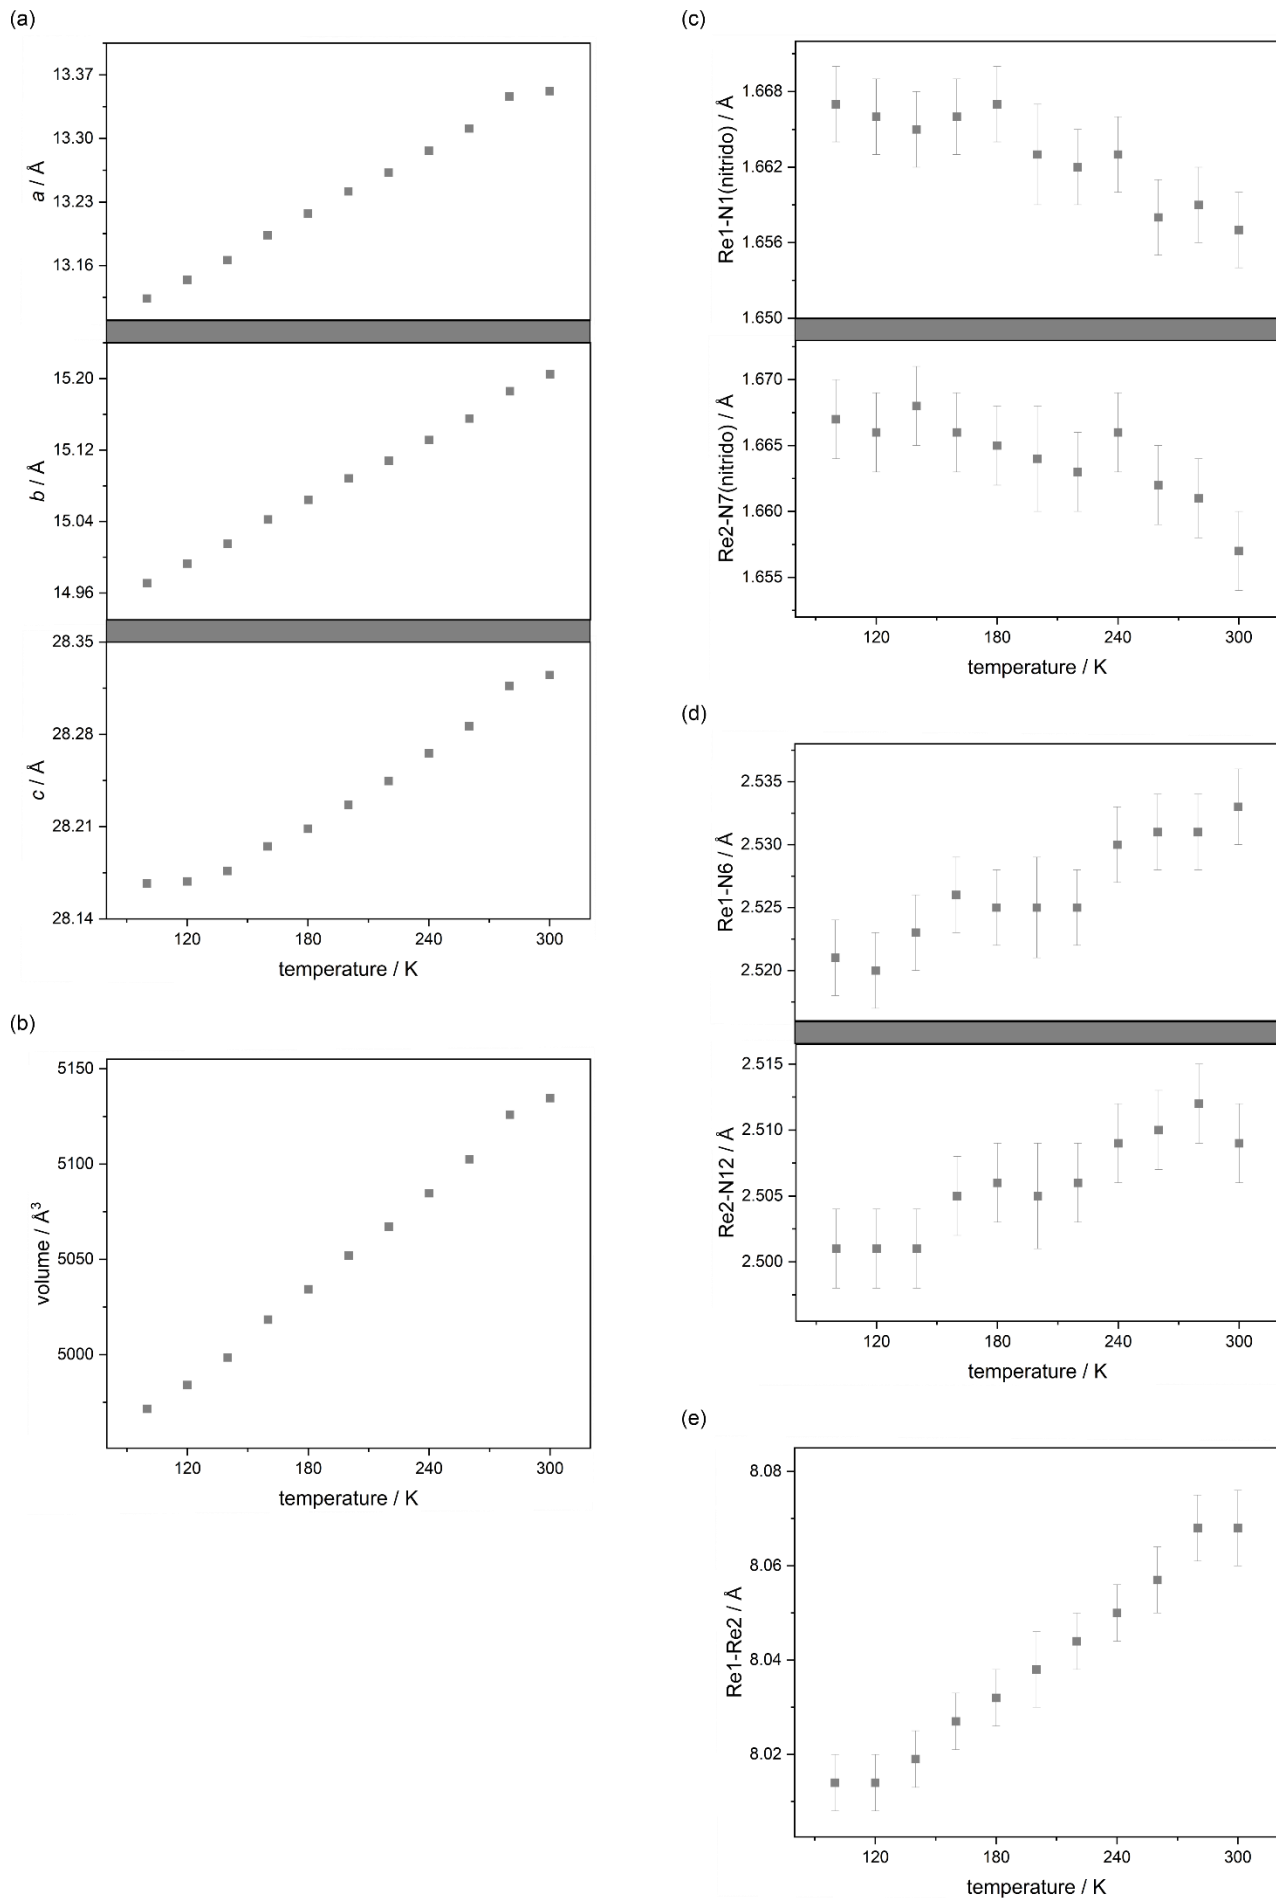 (a)
13.37
13.30
13.23
13.16
a / Å
15.20
15.12
15.04
14.96
b / Å
28.35
28.28
28.21
28.14
c / Å
120 180 240 300
temperature / K
(b)
5150
5100
5050
5000
volume / Å³
120 180 240 300
temperature / K
(c)
1.668
1.662
1.656
1.650
Re1-N1(nitrido) / Å
1.670
1.665
1.660
1.655
Re2-N7(nitrido) / Å
120 180 240 300
temperature / K
(d)
2.535
2.530
2.525
2.520
Re1-N6 / Å
2.515
2.510
2.505
2.500
Re2-N12 / Å
120 180 240 300
temperature / K
(e)
8.08
8.06
8.04
8.02
Re1-Re2 / Å
120 180 240 300
temperature / K